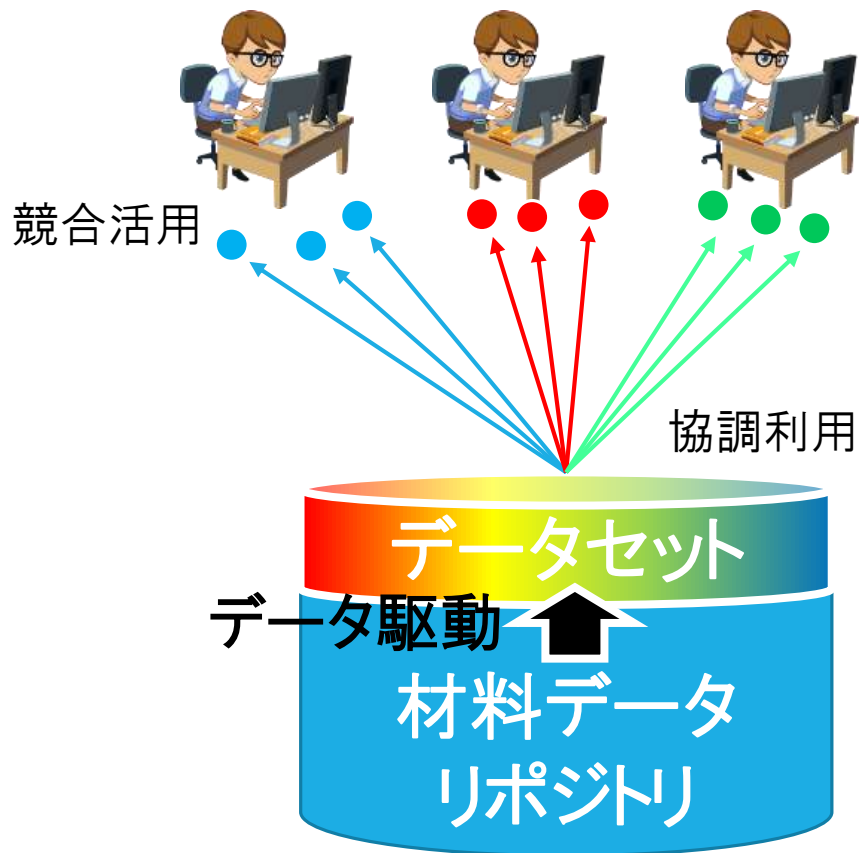 競合活用
協調利用
データセット
データ駆動
材料データ
リポジトリ